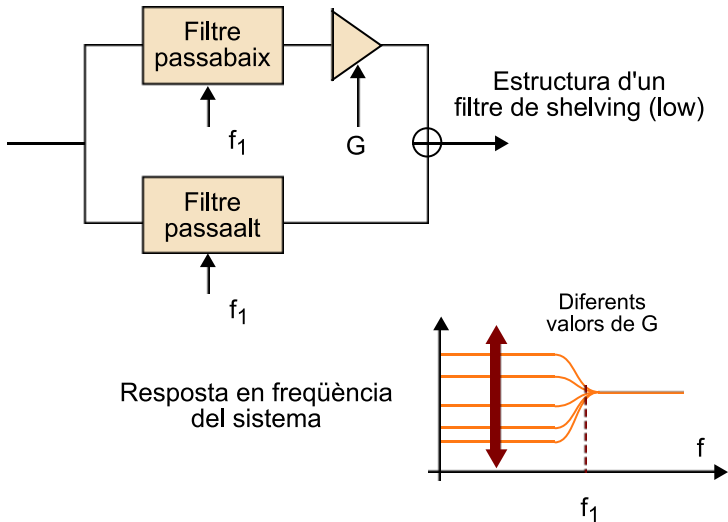 Filtre
passabaix
f1
G
Estructura d'un
filtre de shelving (low)
Filtre
passaalt
f1
Diferents
valors de G
Resposta en freqüència
del sistema
f
f1